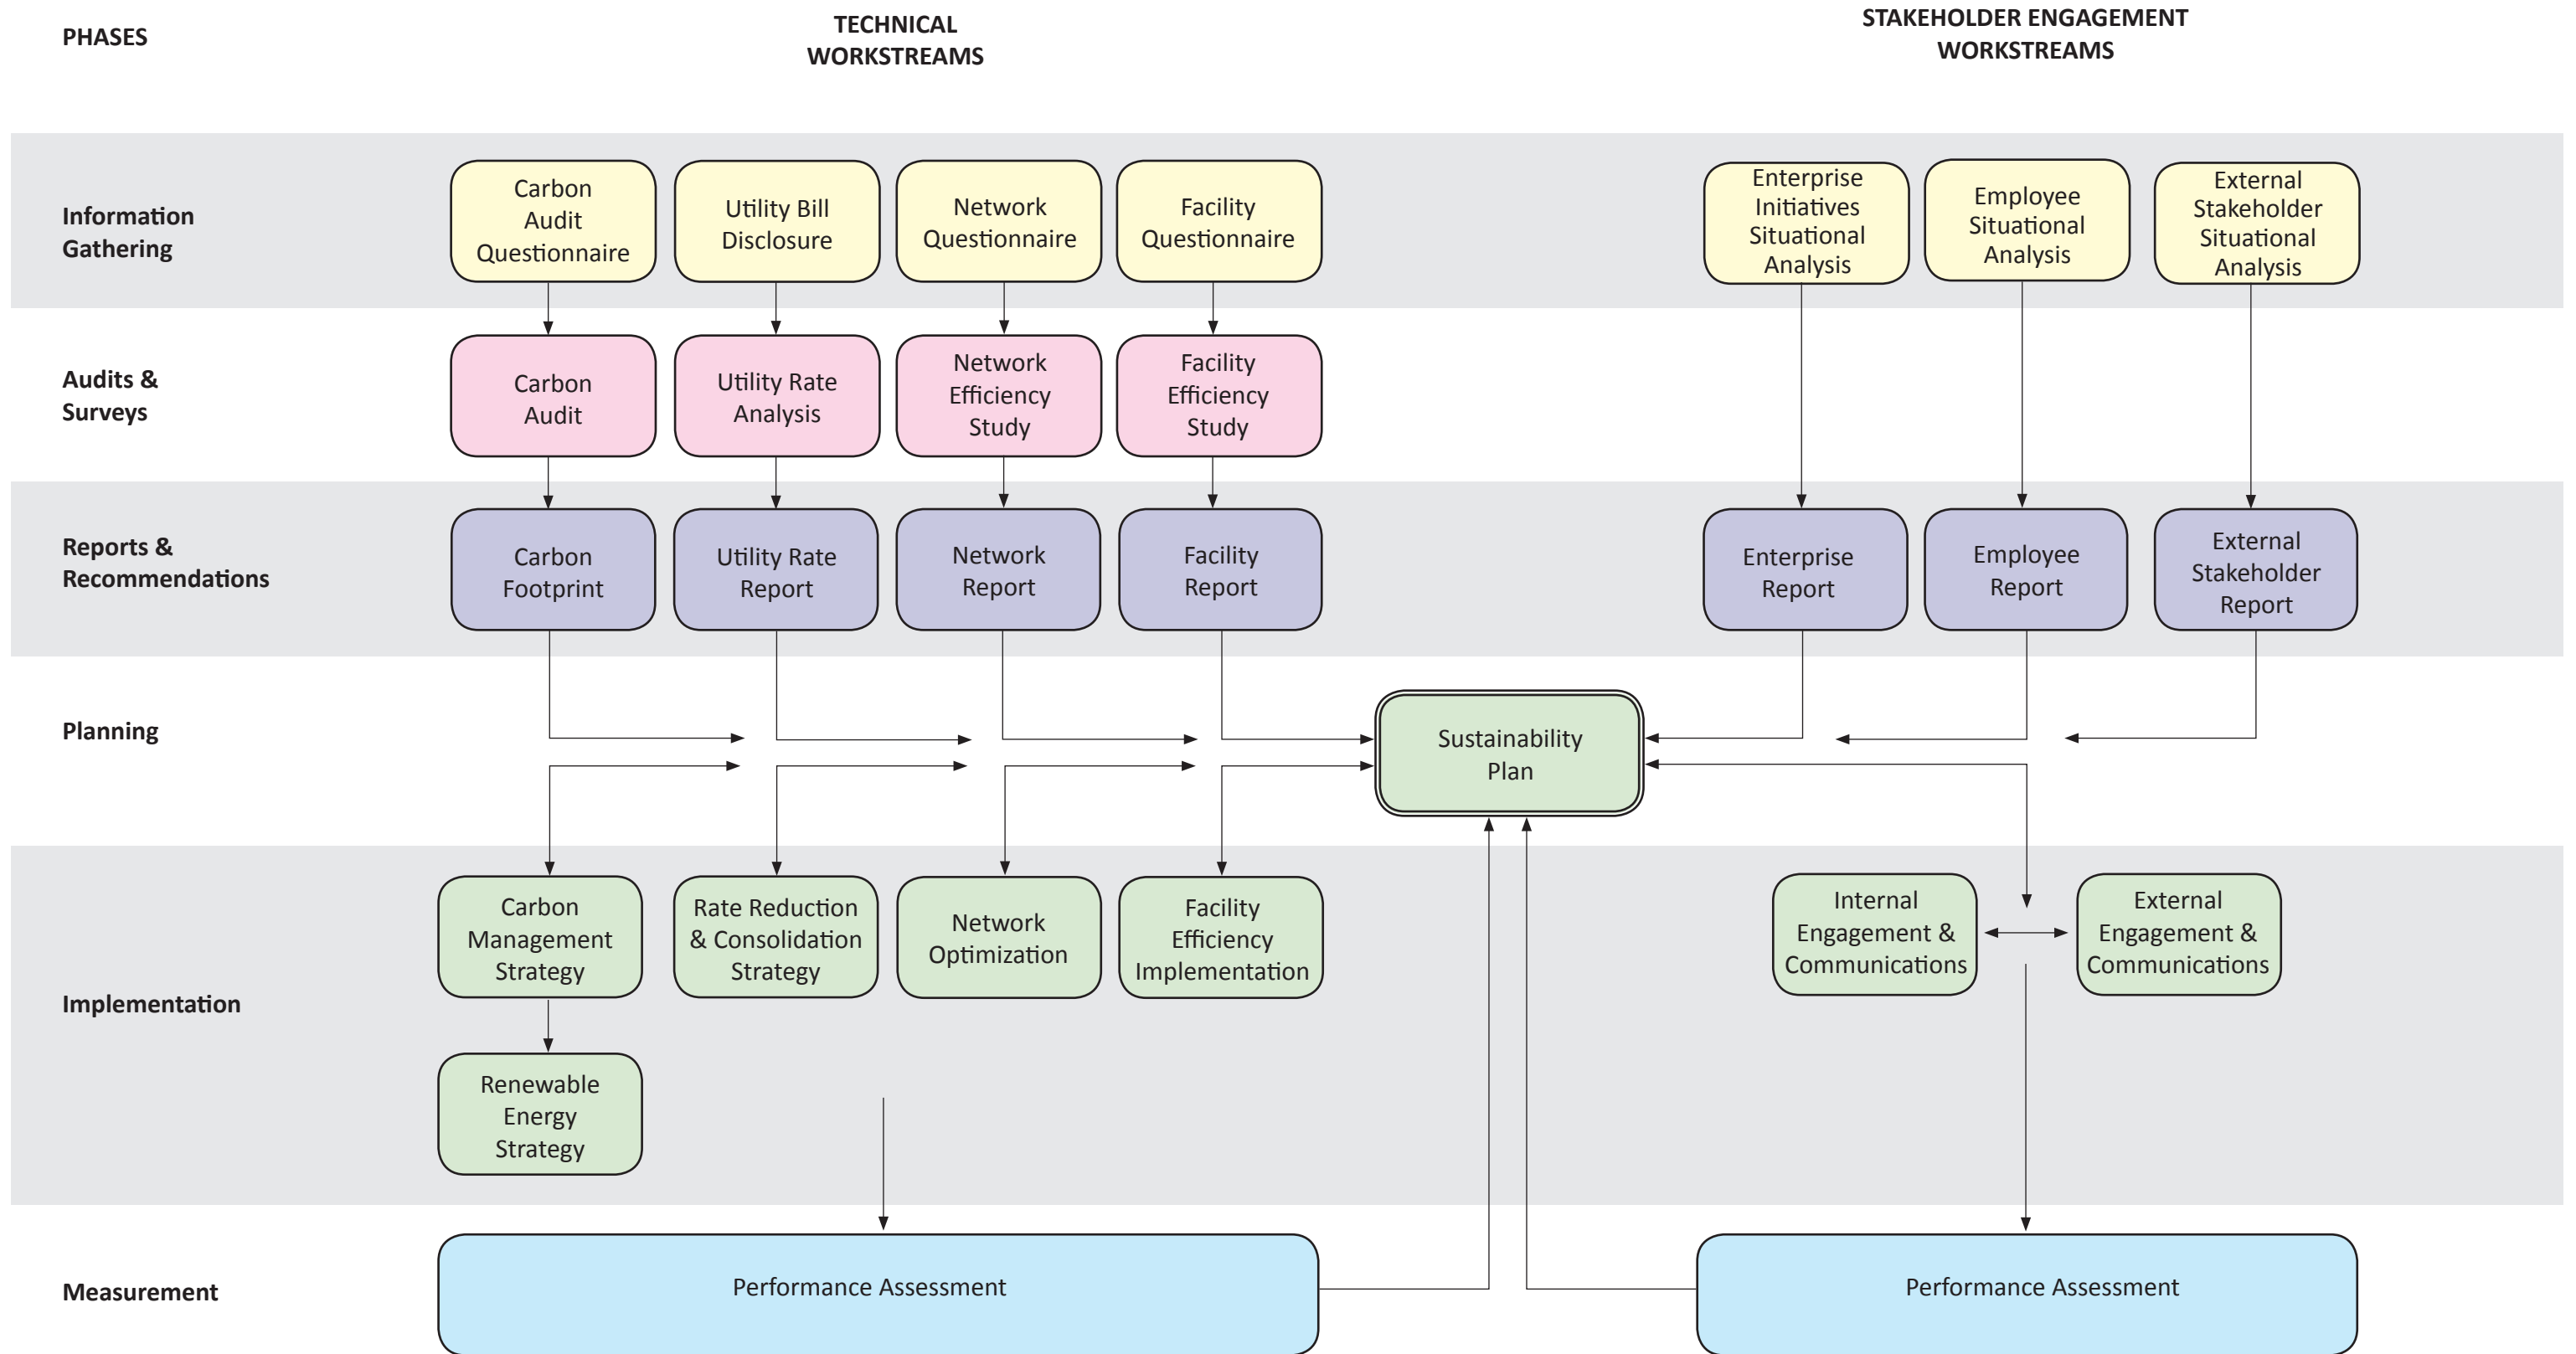 PHASES
TECHNICAL
WORKSTREAMS
STAKEHOLDER ENGAGEMENT
WORKSTREAMS
Information
Gathering
Carbon
Audit
Questionnaire
Utility Bill
Disclosure
Network
Questionnaire
Facility
Questionnaire
Enterprise
Initiatives
Situational
Analysis
Employee
Situational
Analysis
External
Stakeholder
Situational
Analysis
Audits &
Surveys
Carbon
Audit
Utility Rate
Analysis
Network
Efficiency
Study
Facility
Efficiency
Study
Reports &
Recommendations
Carbon
Footprint
Utility Rate
Report
Network
Report
Facility
Report
Enterprise
Report
Employee
Report
External
Stakeholder
Report
Planning
Sustainability
Plan
Implementation
Carbon
Management
Strategy
Rate Reduction
& Consolidation
Strategy
Network
Optimization
Facility
Efficiency
Implementation
Internal
Engagement &
Communications
External
Engagement &
Communications
Renewable
Energy
Strategy
Measurement
Performance Assessment
Performance Assessment